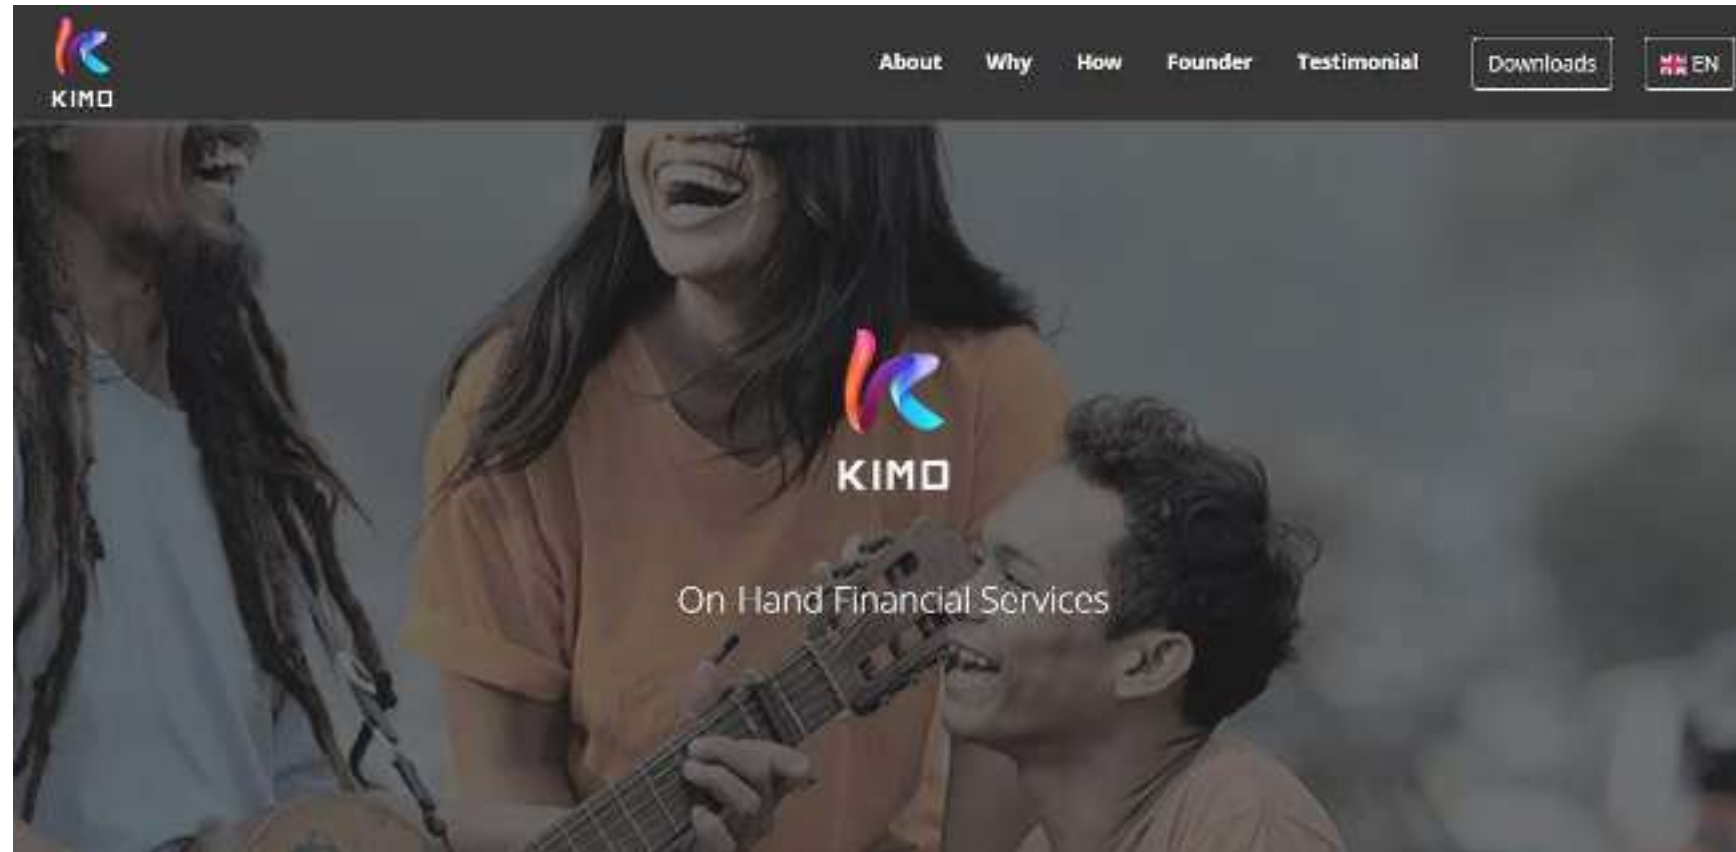 KIMO
About Why How Founder Testimonial Downloads EN
KIMO
On Hand Financial Services